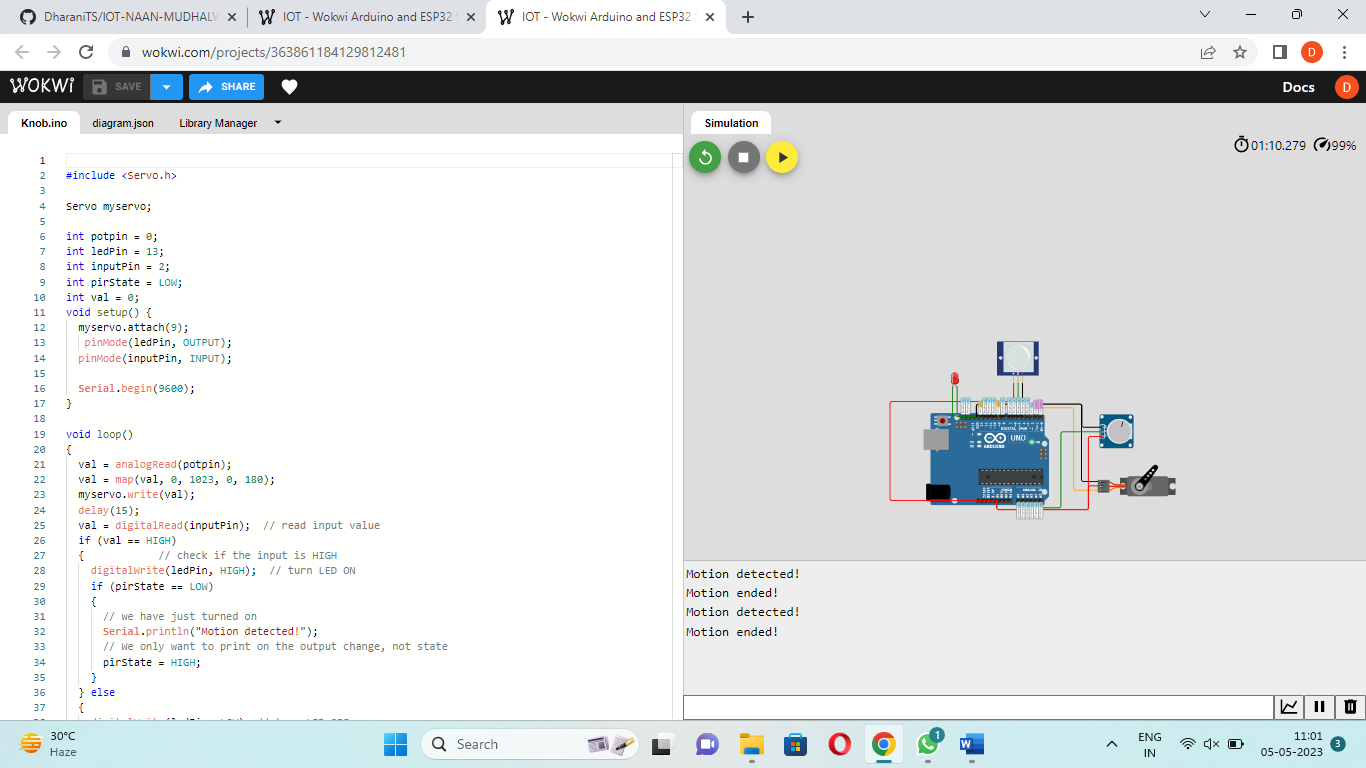 DharaniTS/IOT-NAAN-MUDHALV
IOT - Wokwi Arduino and ESP32
IOT - Wokwi Arduino and ESP32
wokwi.com/projects/363861184129812481
D
WOKWi
SAVE
SHARE
Docs
D
Knob.ino
diagram.json
Library Manager
Simulation
01:10.279
99%
1
2 #include <Servo.h>
3
4 Servo myservo;
5
6 int potpin = 0;
7 int ledPin = 13;
8 int inputPin = 2;
9 int pirState = LOW;
10 int val = 0;
11 void setup() {
12 myservo.attach(9);
13 pinMode(ledPin, OUTPUT);
14 pinMode(inputPin, INPUT);
15
16 Serial.begin(9600);
17 }
18
19 void loop()
20 {
21 val = analogRead(potpin);
22 val = map(val, 0, 1023, 0, 180);
23 myservo.write(val);
24 delay(15);
25 val = digitalRead(inputPin); // read input value
26 if (val == HIGH)
27 { // check if the input is HIGH
28 digitalWrite(ledPin, HIGH); // turn LED ON
29 if (pirState == LOW)
30 {
31 // we have just turned on
32 Serial.println("Motion detected!");
33 // We only want to print on the output change, not state
34 pirState = HIGH;
35 }
36 } else
37 {
UNO
ARDUINO
Motion detected!
Motion ended!
Motion detected!
Motion ended!
30°C
Haze
Search
1
ENG
IN
11:01
05-05-2023
3